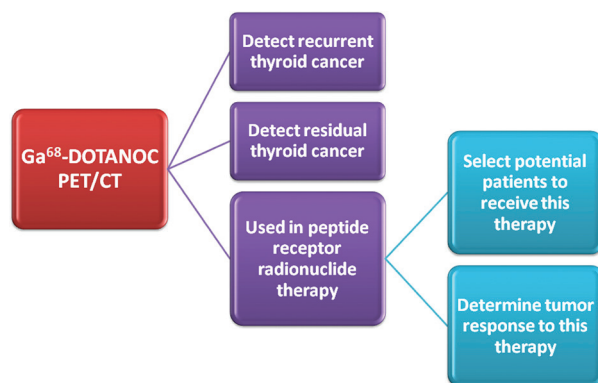 Detect recurrent
thyroid cancer
Ga⁶⁸-DOTANOC
PET/CT
Detect residual
thyroid cancer
Used in peptide
receptor
radionuclide
therapy
Select potential
patients to
receive this
therapy
Determine tumor
response to this
therapy